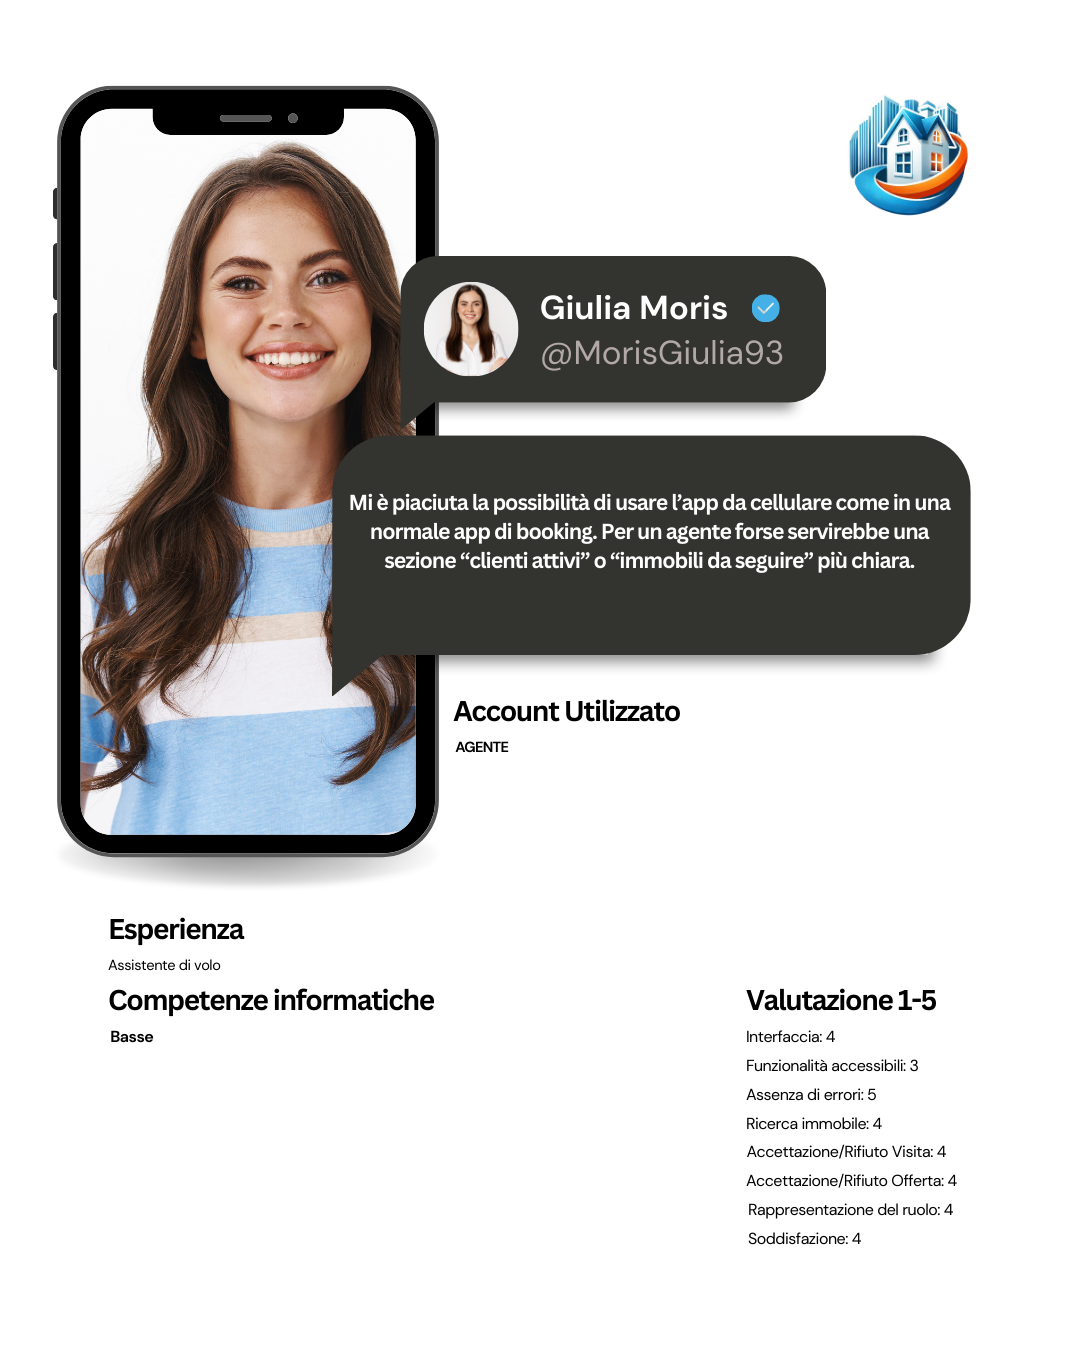 Giulia Moris
@MorisGiulia93
Mi è piaciuta la possibilità di usare l’app da cellulare come in una
normale app di booking. Per un agente forse servirebbe una
sezione “clienti attivi” o “immobili da seguire” più chiara.
Account Utilizzato
AGENTE
Esperienza
Assistente di volo
Competenze informatiche
Basse
Valutazione 1-5
Interfaccia: 4
Funzionalità accessibili: 3
Assenza di errori: 5
Ricerca immobile: 4
Accettazione/Rifiuto Visita: 4
Accettazione/Rifiuto Offerta: 4
Rappresentazione del ruolo: 4
Soddisfazione: 4